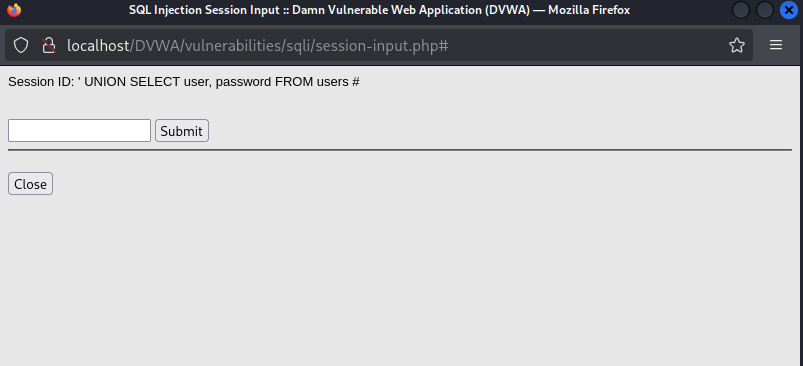 SQL Injection Session Input :: Damn Vulnerable Web Application (DVWA) — Mozilla Firefox
localhost/DVWA/vulnerabilities/sqli/session-input.php#
Session ID: ' UNION SELECT user, password FROM users #
Submit
Close